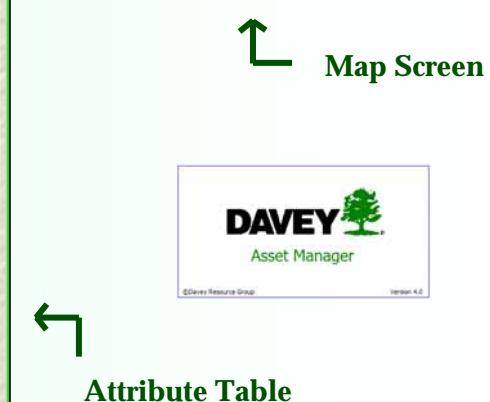 Map Screen
DAVEY
Asset Manager
©Davey Resource Group Version 4.0
Attribute Table